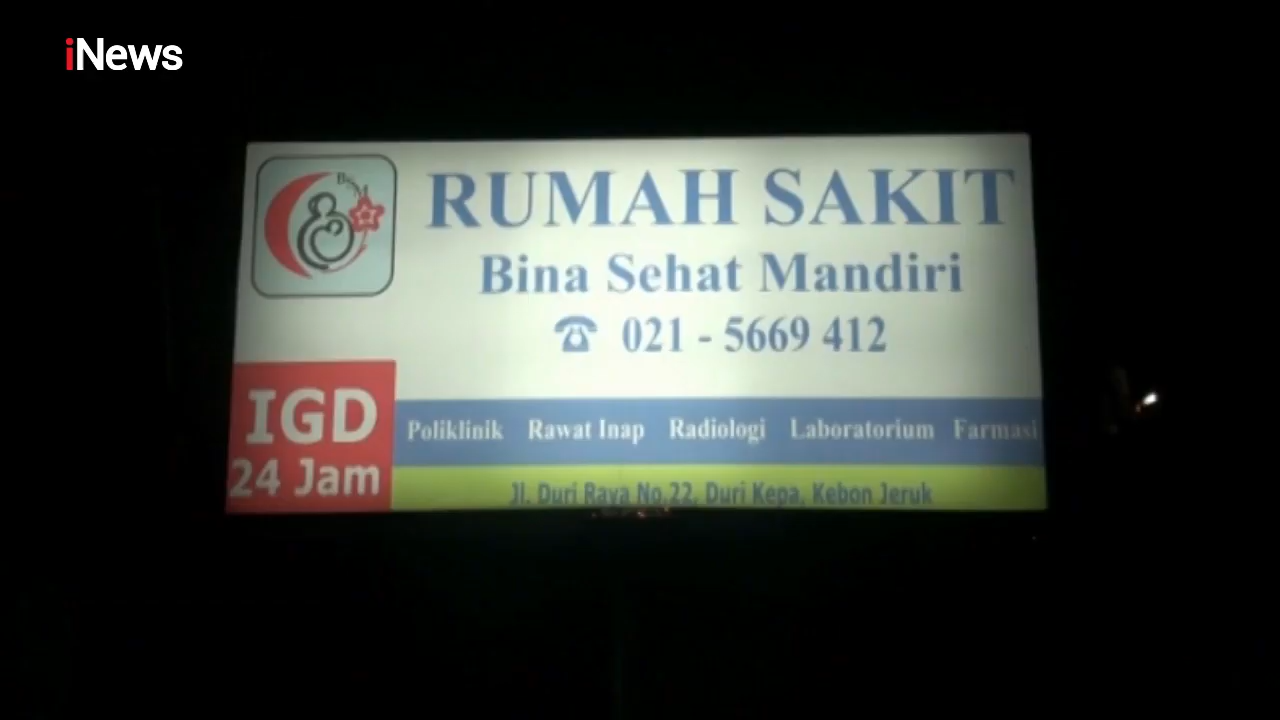 iNews
RUMAH SAKIT
Bina Sehat Mandiri
☎ 021 - 5669 412
IGD
24 Jam
Poliklinik Rawat Inap Radiologi Laboratorium Farmasi
Jl. Duri Raya No.22, Duri Kepa, Kebon Jeruk